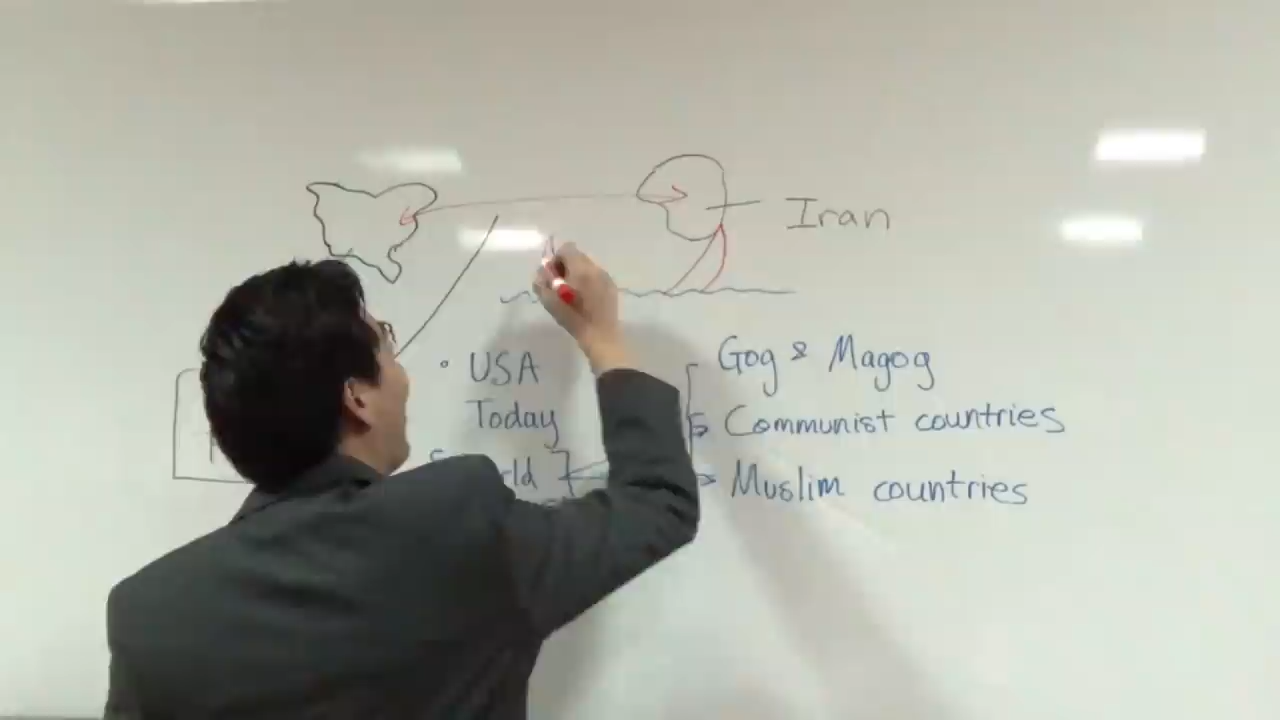 Iran
USA
Today
Gog & Magog
Communist countries
Muslim countries